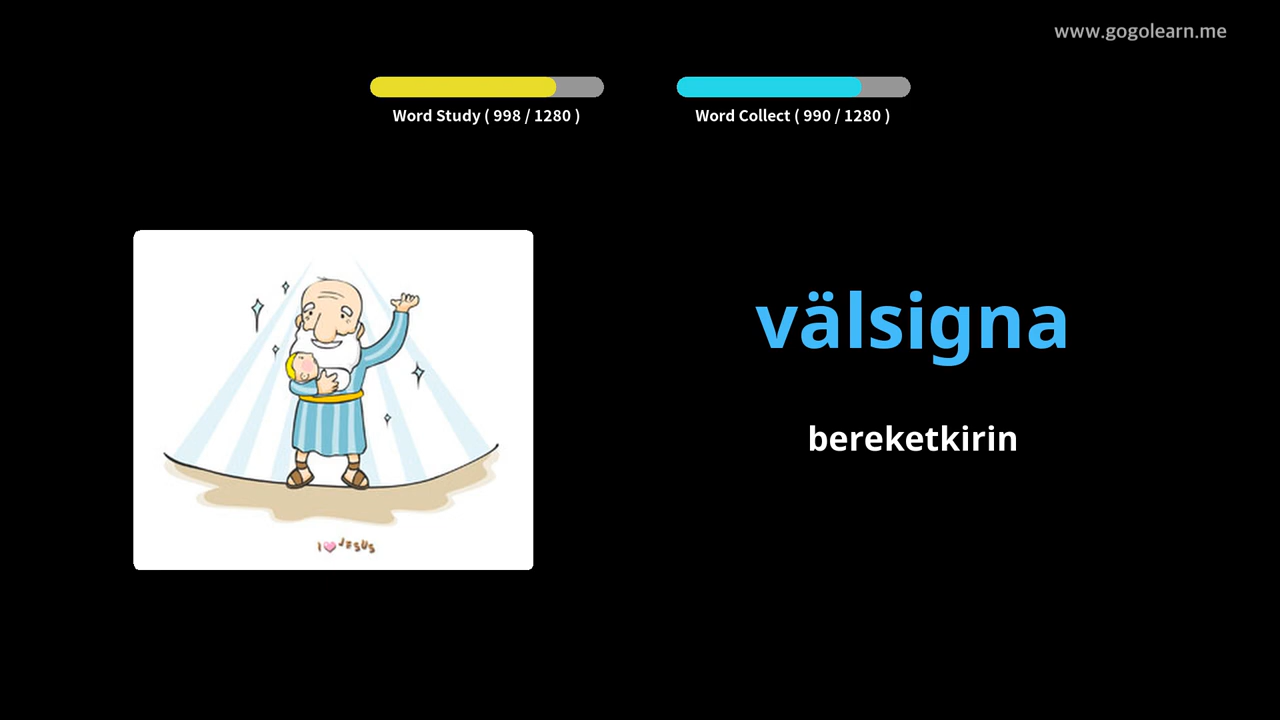 www.gogolearn.me
Word Study ( 998 / 1280 )
Word Collect ( 990 / 1280 )
välsigna
bereketkirin
I JESUS